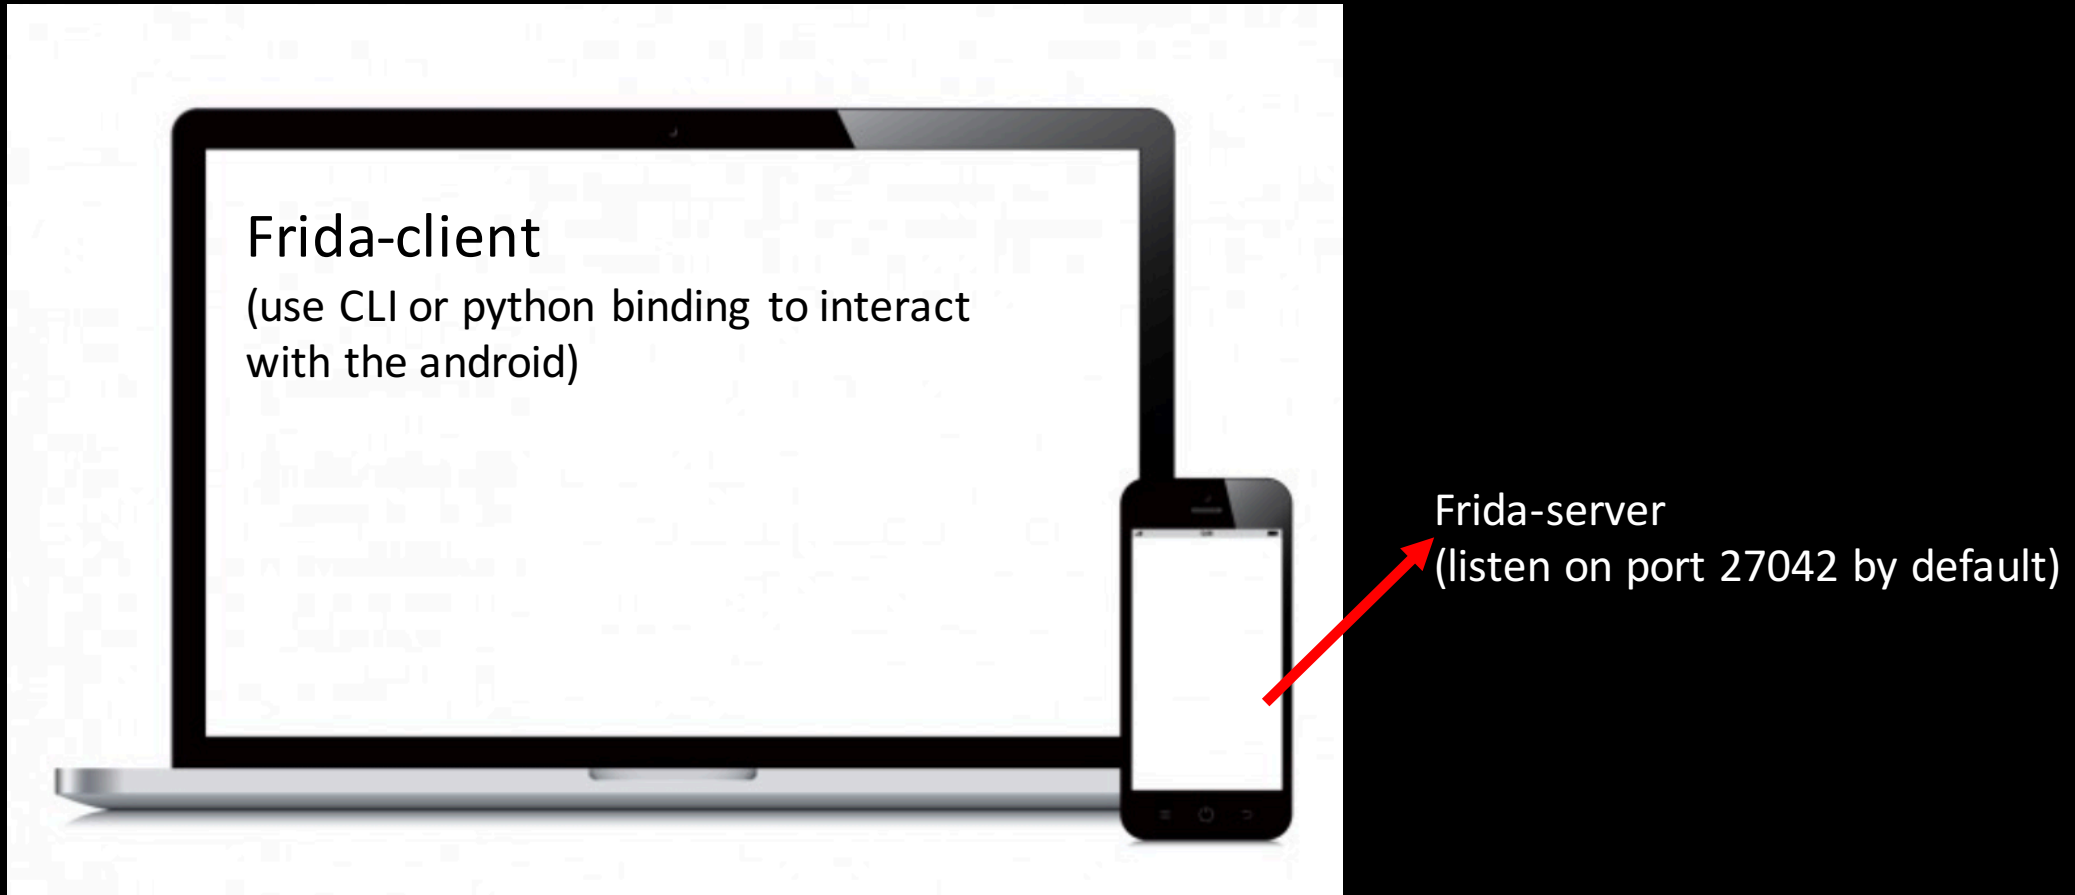 Frida-client
(use CLI or python binding to interact
with the android)
Frida-server
(listen on port 27042 by default)